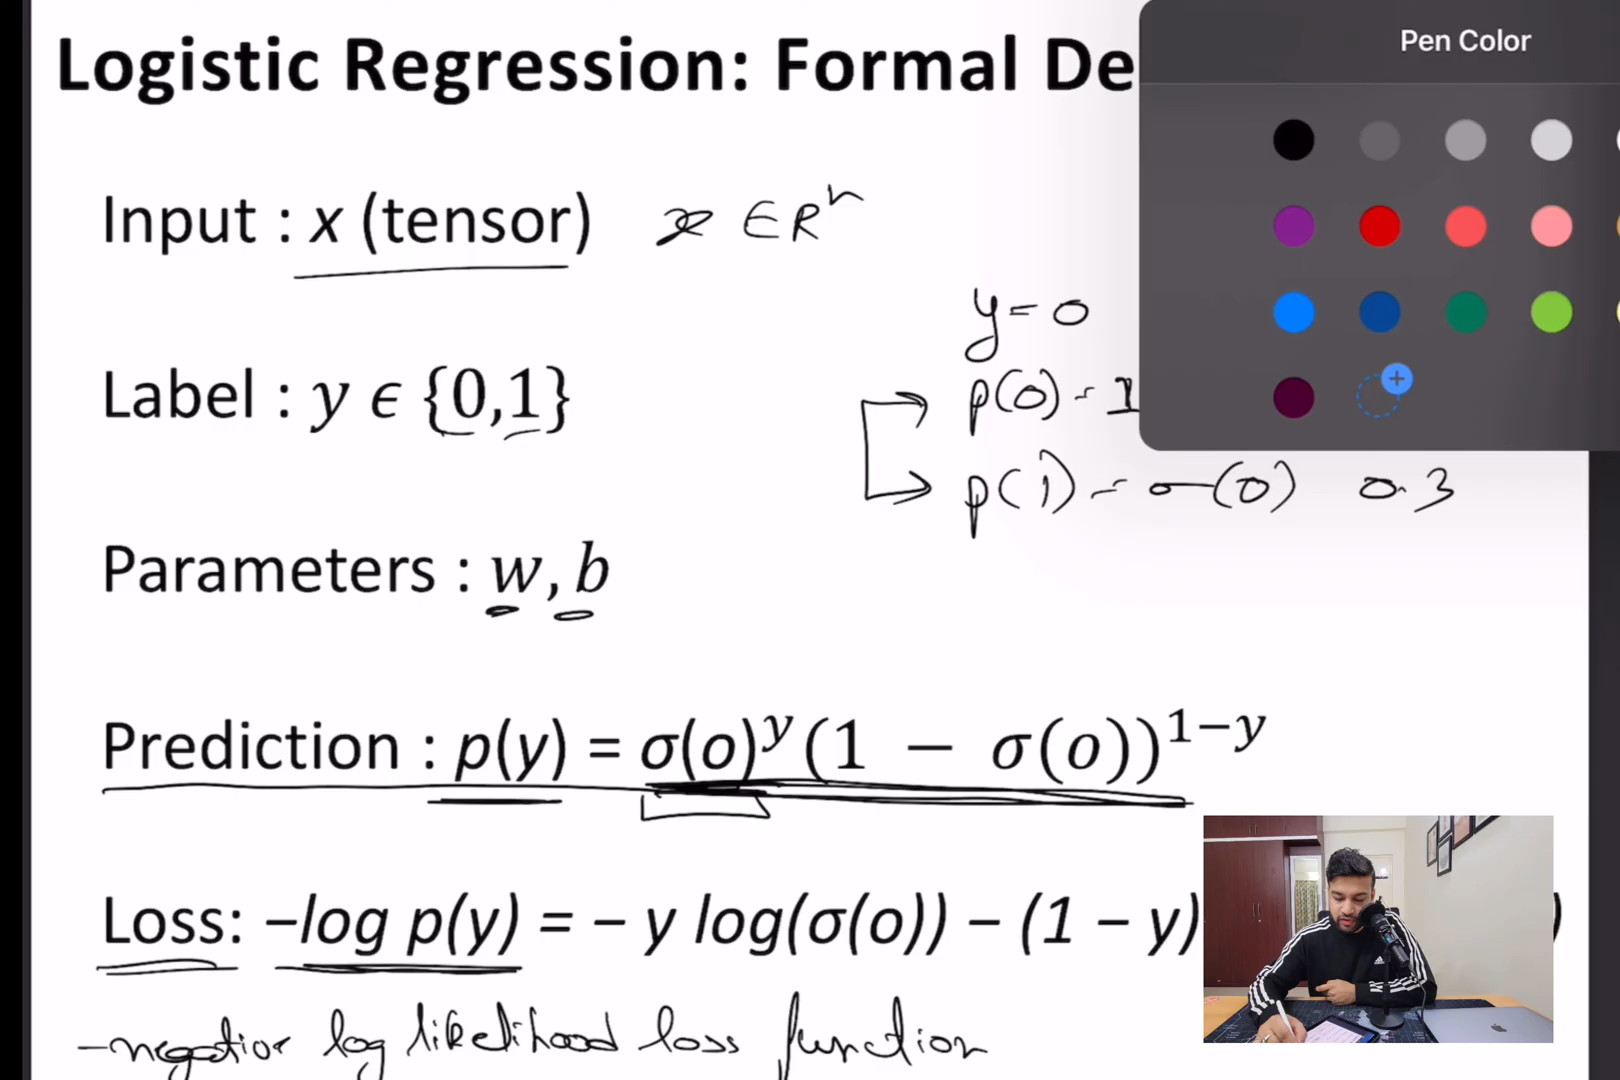 Logistic Regression: Formal De
Pen Color
Input : x (tensor) x ∈ Rⁿ
y = 0
Label : y ϵ {0,1}
p(0) = 1
p(1) = σ(0) 0.3
Parameters : w, b
Prediction : p(y) = σ(o)^y (1 − σ(o))^{1−y}
Loss: −log p(y) = − y log(σ(o)) − (1 − y) )
- negative log likelihood loss function